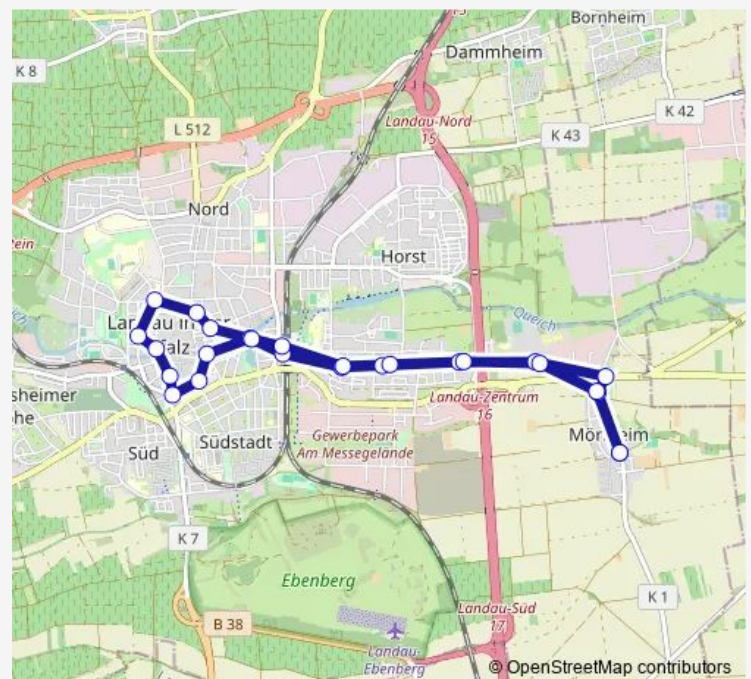 Bornheim
Dammheim
K 8
K 42
Landau-Nord
15
L 512
K 43
Nord
Horst
Queich
Landau-Zentrum
16
Süd
Südstadt
Gewerbepark
Am Messegelände
K 7
Ebenberg
K 1
Landau-Süd
17
B 38
Landau-
Ebenberg
© OpenStreetMap contributors